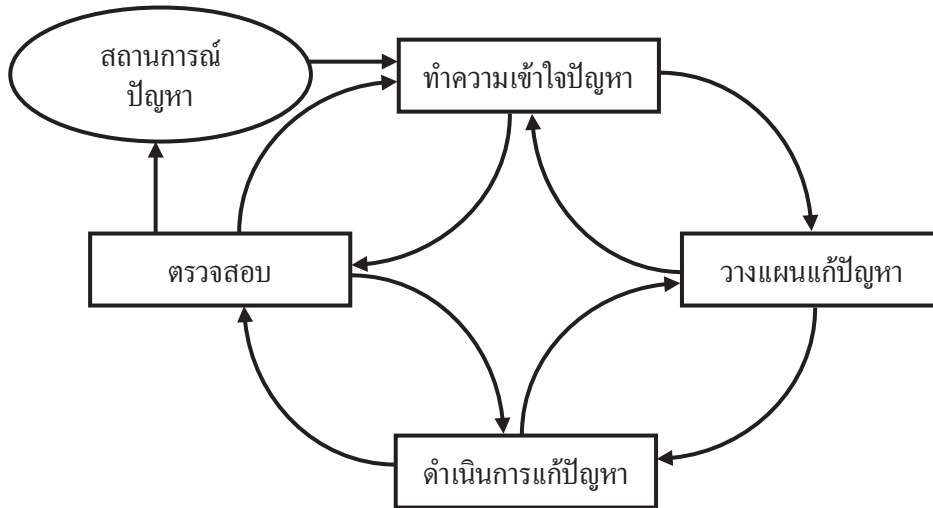 สถานการณ์
ปัญหา
ทำความเข้าใจปัญหา
ตรวจสอบ
วางแผนแก้ปัญหา
ดำเนินการแก้ปัญหา